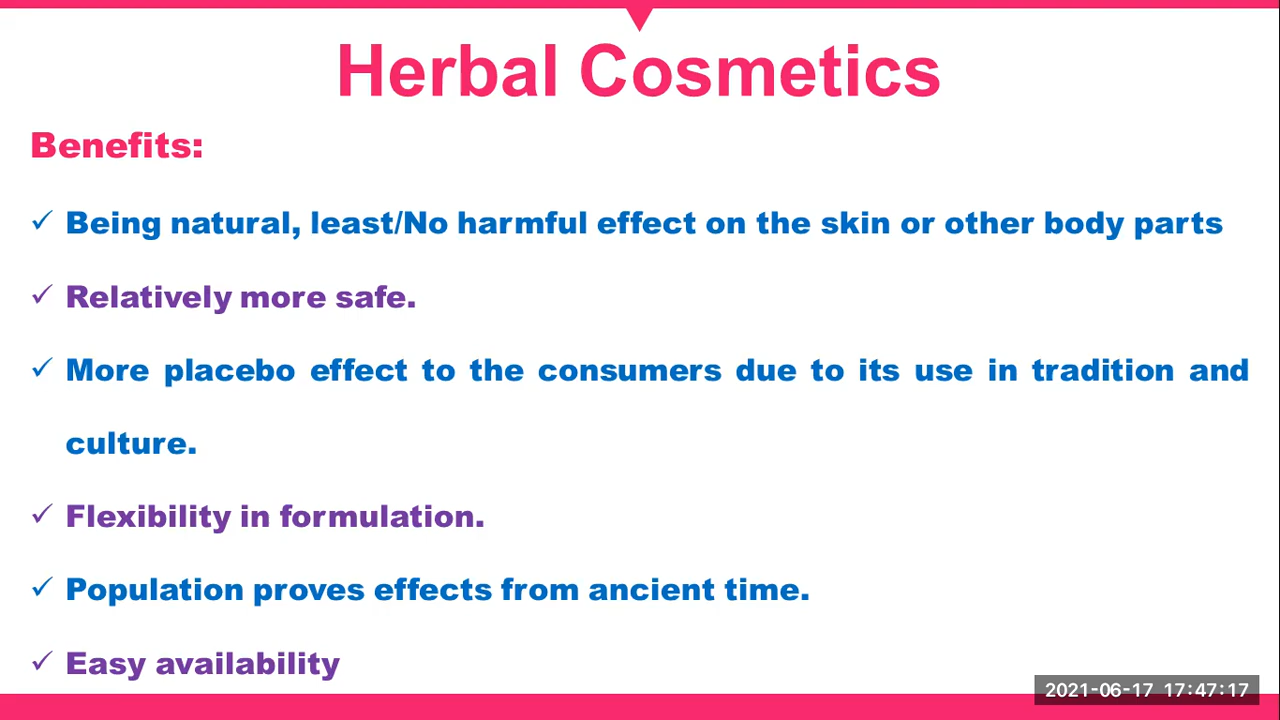 Herbal Cosmetics
Benefits:
✓ Being natural, least/No harmful effect on the skin or other body parts
✓ Relatively more safe.
✓ More placebo effect to the consumers due to its use in tradition and
culture.
✓ Flexibility in formulation.
✓ Population proves effects from ancient time.
✓ Easy availability
2021-06-17 17:47:17